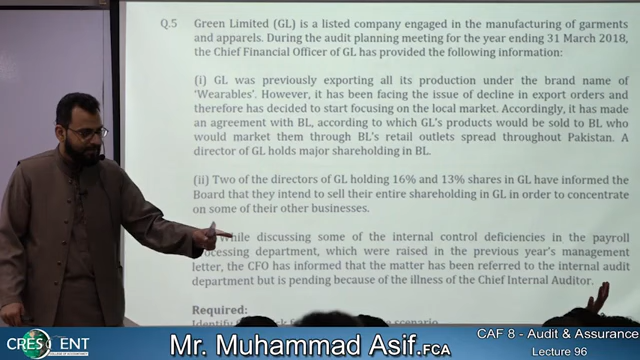 Q.5 Green Limited (GL) is a listed company engaged in the manufacturing of garments
and apparels. During the audit planning meeting for the year ending 31 March 2018,
the Chief Financial Officer of GL has provided the following information:
(i) GL was previously exporting all its production under the brand name of
'Wearables'. However, it has been facing the issue of decline in export orders and
therefore has decided to start focusing on the local market. Accordingly, it has made
an agreement with BL, according to which GL's products would be sold to BL who
would market them through BL's retail outlets spread throughout Pakistan. A
director of GL holds major shareholding in BL.
(ii) Two of the directors of GL holding 16% and 13% shares in GL have informed the
Board that they intend to sell their entire shareholding in GL in order to concentrate
on some of their other businesses.
While discussing some of the internal control deficiencies in the payroll
processing department, which were raised in the previous year's management
letter, the CFO has informed that the matter has been referred to the internal audit
department but is pending because of the illness of the Chief Internal Auditor.
Required:
scenario
CRESCENT
Mr. Muhammad Asif.FCA
CAF 8 - Audit & Assurance
Lecture 96